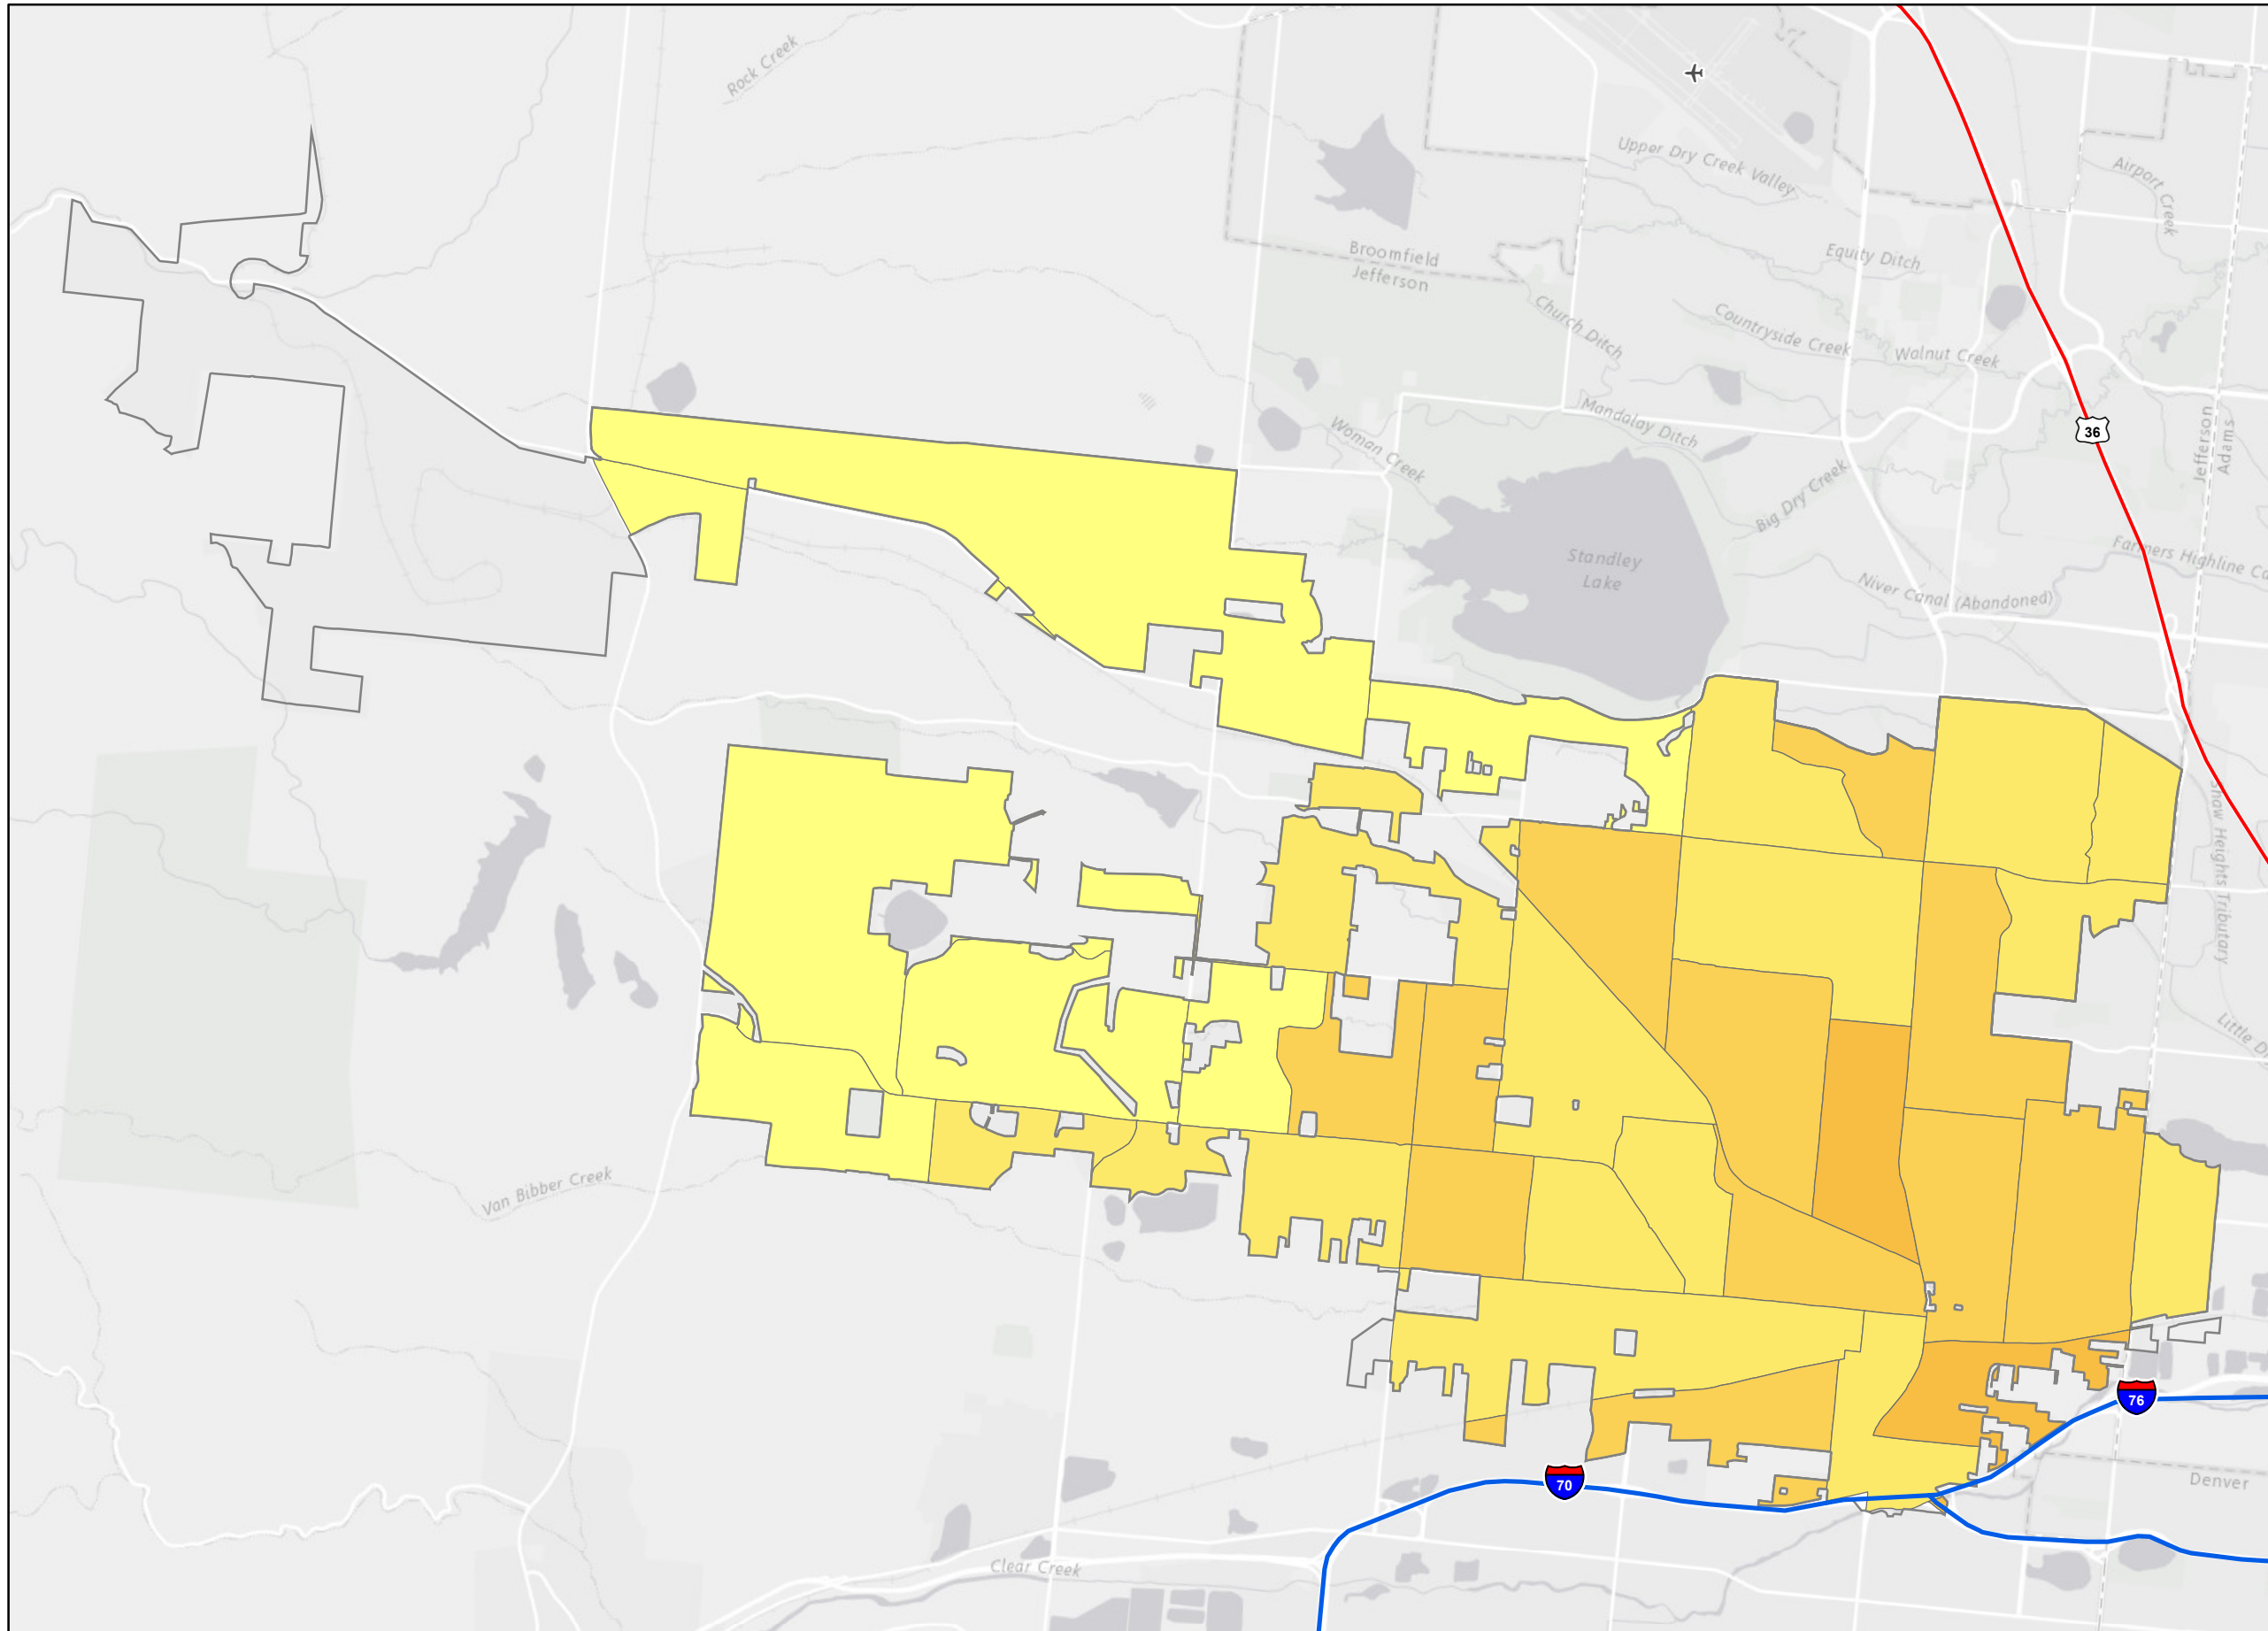 Rock Creek
Upper Dry Creek Valley
Airport
Creek
Broomfield
Jefferson
Equity Ditch
Church Ditch
Countryside Creek
Walnut Creek
Mandalay Ditch
Woman Creek
36
Jefferson
Adams
Big Dry Creek
Standley
Lake
Farmers Highline
Niver Canal (Abandoned)
Shaw Heights Tributary
Little
Van Bibber Creek
76
70
Denver
Clear Creek